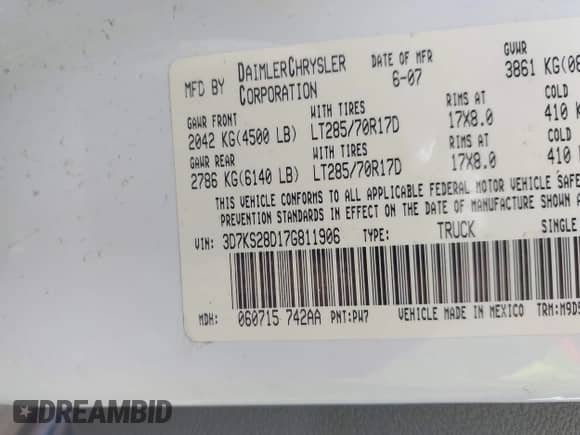 MFD BY DAIMLERCHRYSLER CORPORATION DATE OF MFR 6-07 GVWR 3861 KG(08
GAWR FRONT WITH TIRES RIMS AT COLD
2042 KG(4500 LB) LT285/70R17D 17X8.0 410 K
GAWR REAR WITH TIRES RIMS AT COLD
2786 KG(6140 LB) LT285/70R17D 17X8.0 410
THIS VEHICLE CONFORMS TO ALL APPLICABLE FEDERAL MOTOR VEHICLE SAFE
PREVENTION STANDARDS IN EFFECT ON THE DATE OF MANUFACTURE SHOWN A
VIN: 3D7KS28D17G811906 TYPE: TRUCK SINGLE
MDH: 060715 742AA PNT:PW7 VEHICLE MADE IN MEXICO TRM:M9D5
DREAMBID